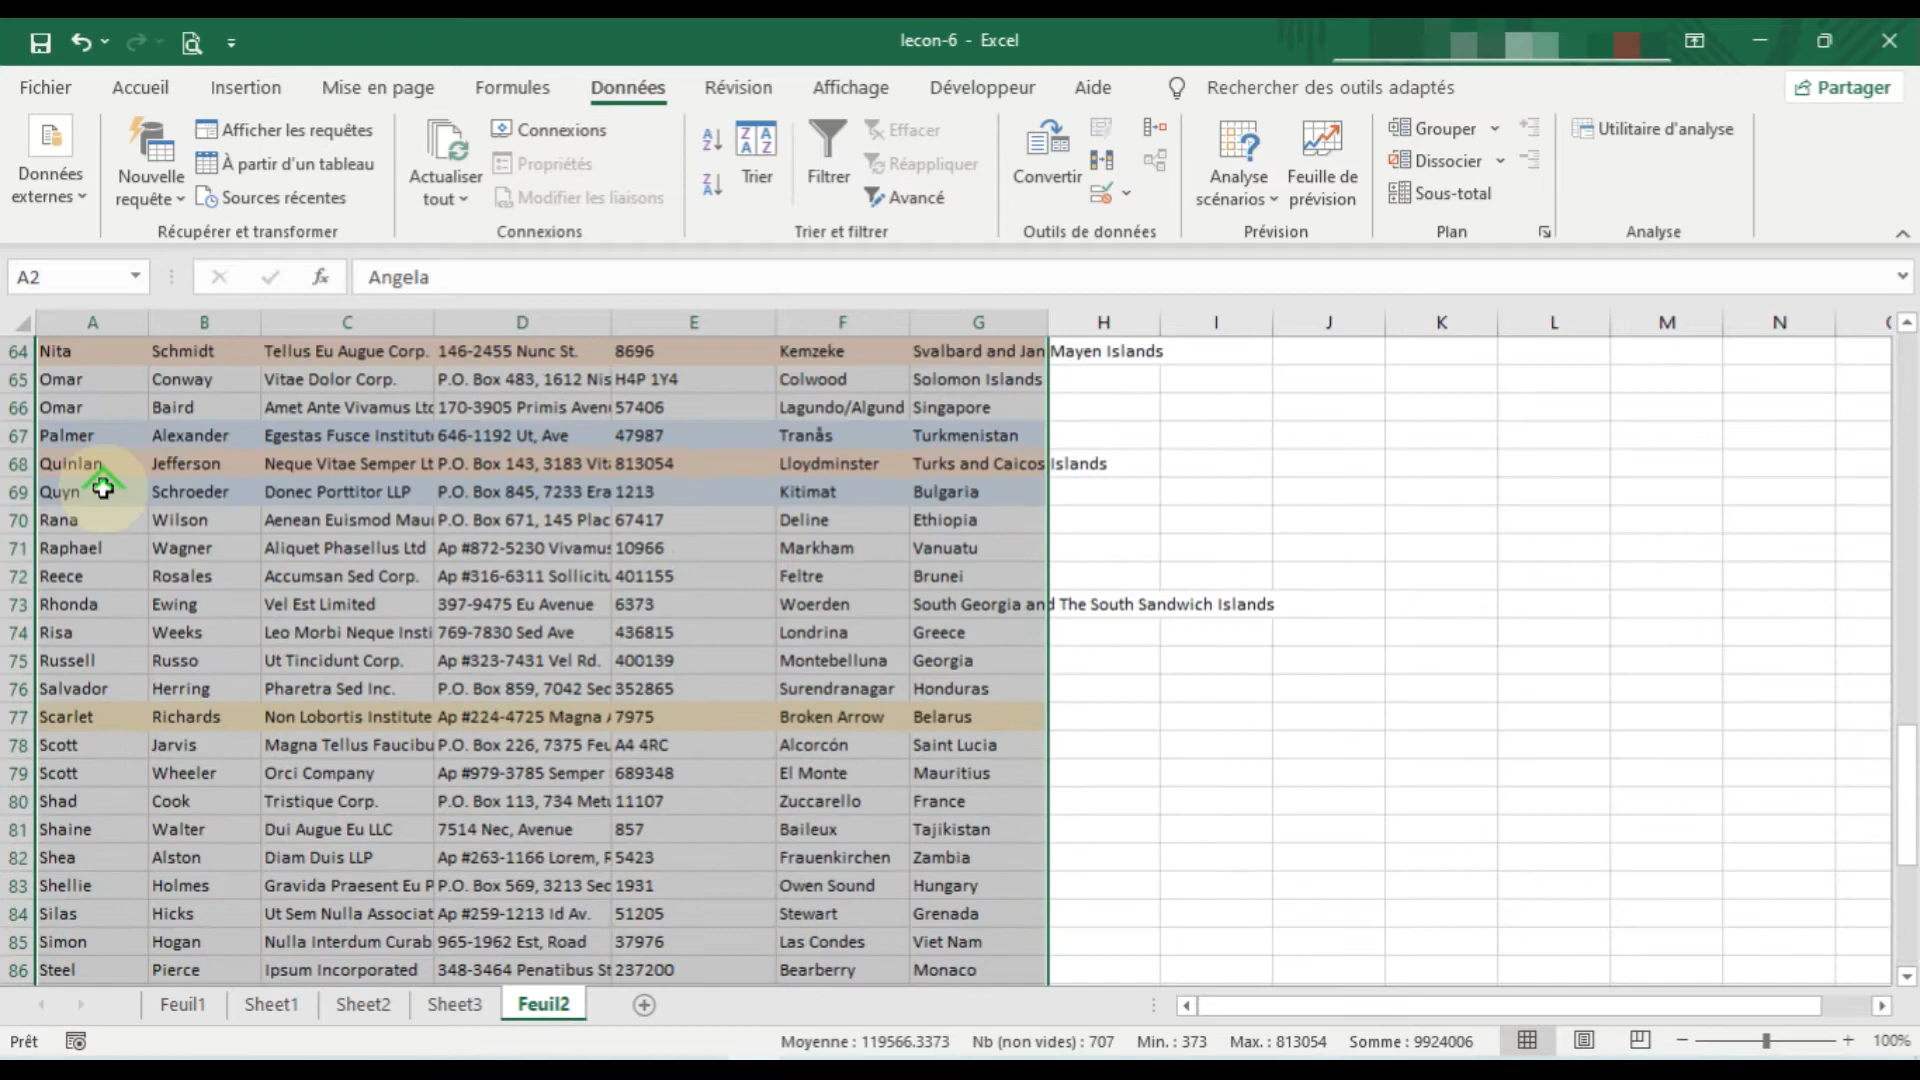 lecon-6 - Excel
Fichier Accueil Insertion Mise en page Formules Données Révision Affichage Développeur Aide Rechercher des outils adaptés Partager
Données externes
Nouvelle requête
Afficher les requêtes
À partir d'un tableau
Sources récentes
Récupérer et transformer
Actualiser tout
Connexions
Propriétés
Modifier les liaisons
Connexions
Trier
Filtrer
Effacer
Réappliquer
Avancé
Trier et filtrer
Convertir
Outils de données
Analyse scénarios
Feuille de prévision
Prévision
Grouper
Dissocier
Sous-total
Plan
Utilitaire d'analyse
Analyse
A2 fx Angela
A B C D E F G H I J K L M N
64 Nita Schmidt Tellus Eu Augue Corp. 146-2455 Nunc St. 8696 Kemzeke Svalbard and Jan Mayen Islands
65 Omar Conway Vitae Dolor Corp. P.O. Box 483, 1612 Nis H4P 1Y4 Colwood Solomon Islands
66 Omar Baird Amet Ante Vivamus Ltd 170-3905 Primis Aven 57406 Lagundo/Algund Singapore
67 Palmer Alexander Egestas Fusce Institut 646-1192 Ut, Ave 47987 Tranås Turkmenistan
68 Quinlan Jefferson Neque Vitae Semper Lt P.O. Box 143, 3183 Vit 813054 Lloydminster Turks and Caicos Islands
69 Quyn Schroeder Donec Porttitor LLP P.O. Box 845, 7233 Era 1213 Kitimat Bulgaria
70 Rana Wilson Aenean Euismod Mau P.O. Box 671, 145 Plac 67417 Deline Ethiopia
71 Raphael Wagner Aliquet Phasellus Ltd Ap #872-5230 Vivamus 10966 Markham Vanuatu
72 Reece Rosales Accumsan Sed Corp. Ap #316-6311 Sollicitu 401155 Feltre Brunei
73 Rhonda Ewing Vel Est Limited 397-9475 Eu Avenue 6373 Woerden South Georgia and The South Sandwich Islands
74 Risa Weeks Leo Morbi Neque Insti 769-7830 Sed Ave 436815 Londrina Greece
75 Russell Russo Ut Tincidunt Corp. Ap #323-7431 Vel Rd. 400139 Montebelluna Georgia
76 Salvador Herring Pharetra Sed Inc. P.O. Box 859, 7042 Sed 352865 Surendranagar Honduras
77 Scarlet Richards Non Lobortis Institute Ap #224-4725 Magna 7975 Broken Arrow Belarus
78 Scott Jarvis Magna Tellus Faucibu P.O. Box 226, 7375 Feu A4 4RC Alcorcón Saint Lucia
79 Scott Wheeler Orci Company Ap #979-3785 Semper 689348 El Monte Mauritius
80 Shad Cook Tristique Corp. P.O. Box 113, 734 Metu 11107 Zuccarello France
81 Shaine Walter Dui Augue Eu LLC 7514 Nec, Avenue 857 Baileux Tajikistan
82 Shea Alston Diam Duis LLP Ap #263-1166 Lorem, 5423 Frauenkirchen Zambia
83 Shellie Holmes Gravida Praesent Eu P P.O. Box 569, 3213 Sec 1931 Owen Sound Hungary
84 Silas Hicks Ut Sem Nulla Associat Ap #259-1213 Id Av. 51205 Stewart Grenada
85 Simon Hogan Nulla Interdum Curab 965-1962 Est, Road 37976 Las Condes Viet Nam
86 Steel Pierce Ipsum Incorporated 348-3464 Penatibus St 237200 Bearberry Monaco
Feuil1 Sheet1 Sheet2 Sheet3 Feuil2
Prêt Moyenne : 119566.3373 Nb (non vides) : 707 Min. : 373 Max. : 813054 Somme : 9924006 100%